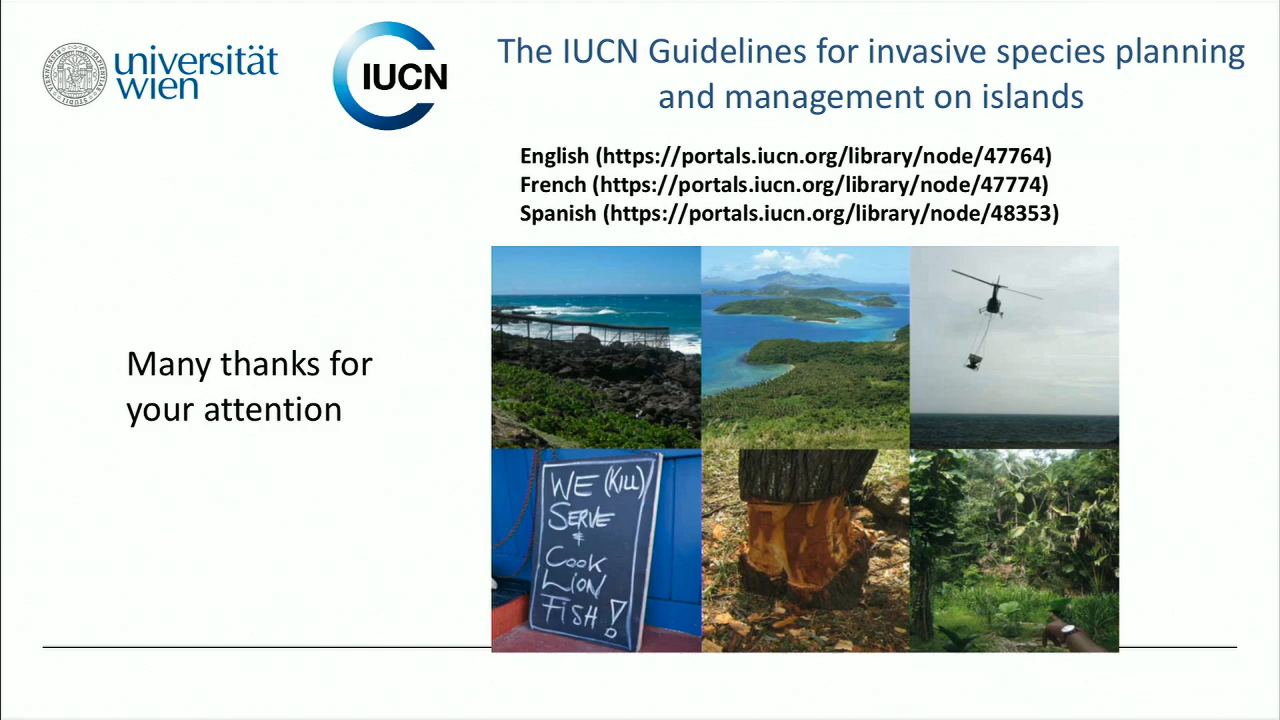 universität
wien
IUCN
The IUCN Guidelines for invasive species planning
and management on islands
English (https://portals.iucn.org/library/node/47764)
French (https://portals.iucn.org/library/node/47774)
Spanish (https://portals.iucn.org/library/node/48353)
Many thanks for
your attention
WE (KILL)
SERVE
&
COOK
LION
FISH!